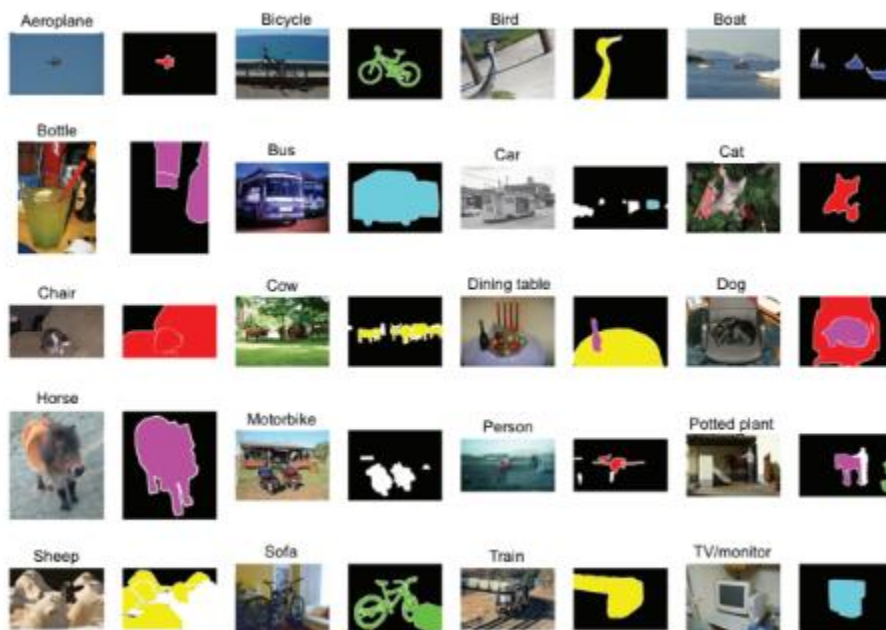 Aeroplane
Bicycle
Bird
Boat
Bottle
Bus
Car
Cat
Chair
Cow
Dining table
Dog
Horse
Motorbike
Person
Potted plant
Sheep
Sofa
Train
TV/monitor